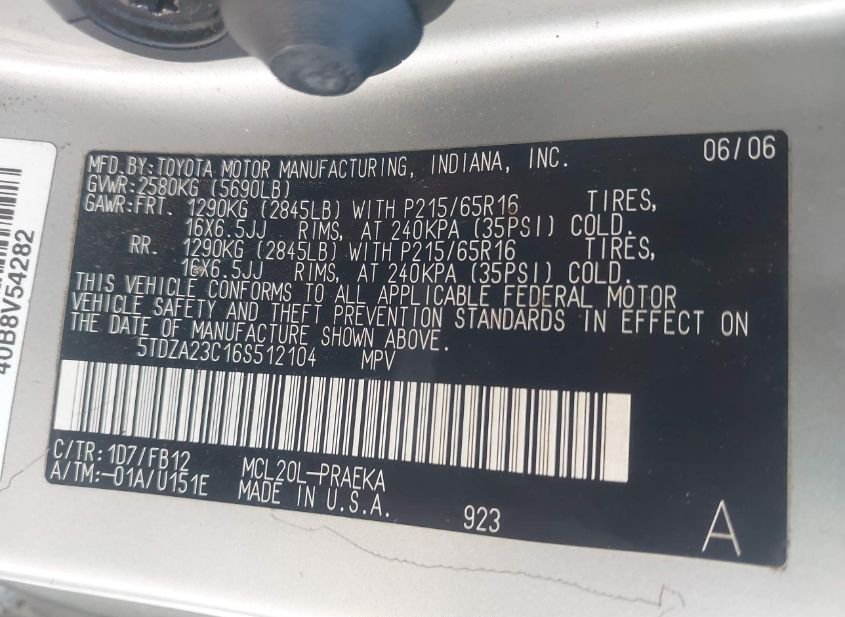 MFD.BY:TOYOTA MOTOR MANUFACTURING, INDIANA, INC. 06/06
GVWR:2580KG (5690LB)
GAWR:FRT. 1290KG (2845LB) WITH P215/65R16 TIRES,
16X6.5JJ RIMS, AT 240KPA (35PSI) COLD.
RR. 1290KG (2845LB) WITH P215/65R16 TIRES,
16X6.5JJ RIMS, AT 240KPA (35PSI) COLD.
THIS VEHICLE CONFORMS TO ALL APPLICABLE FEDERAL MOTOR
VEHICLE SAFETY AND THEFT PREVENTION STANDARDS IN EFFECT ON
THE DATE OF MANUFACTURE SHOWN ABOVE.
5TDZA23C16S512104 MPV
C/TR: 1D7/FB12 MCL20L-PRAEKA
A/TM:-01A/U151E MADE IN U.S.A. 923 A
40B8V54282